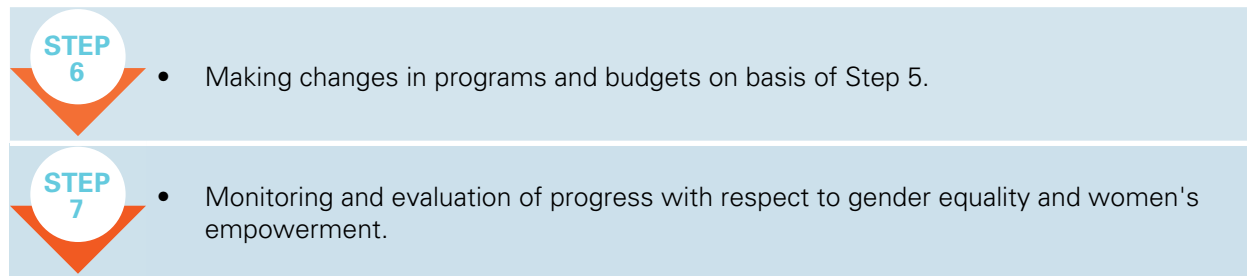 STEP
6
• Making changes in programs and budgets on basis of Step 5.
STEP
7
• Monitoring and evaluation of progress with respect to gender equality and women's
empowerment.